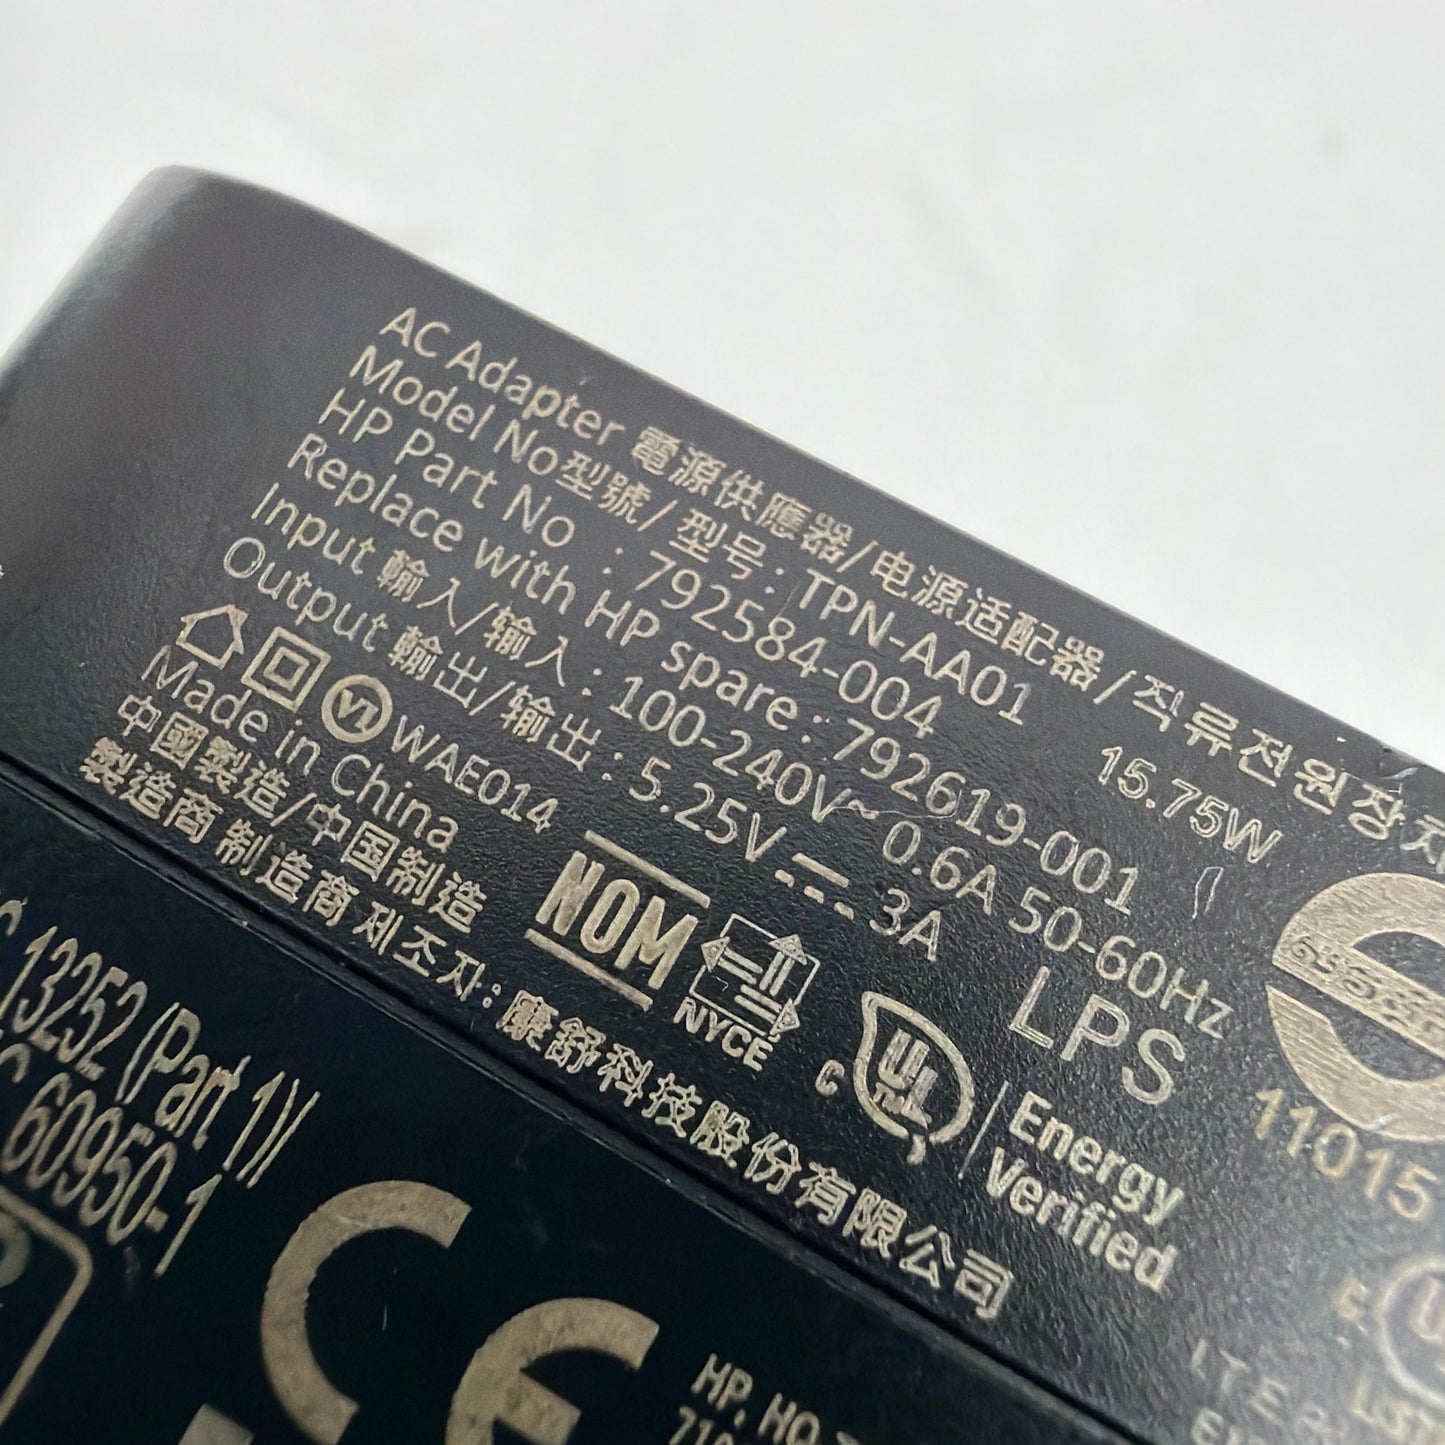 AC Adapter 電源供應器/电源适配器/직류전원장치
Model No型號/型号: TPN-AA01 15.75W
HP Part No : 792584-004
Replace with HP spare: 792619-001
Input 輸入/输入: 100-240V~ 0.6A 50-60Hz
Output 輸出/输出: 5.25V 3A LPS
VI WAE014
Made in China
中國製造/中国制造
製造商 制造商 제조자: 康舒科技股份有限公司
NOM
NYCE
c UL
Energy
Verified
11015
13252 (Part 1)/
60950-1
CE
HP, HQ